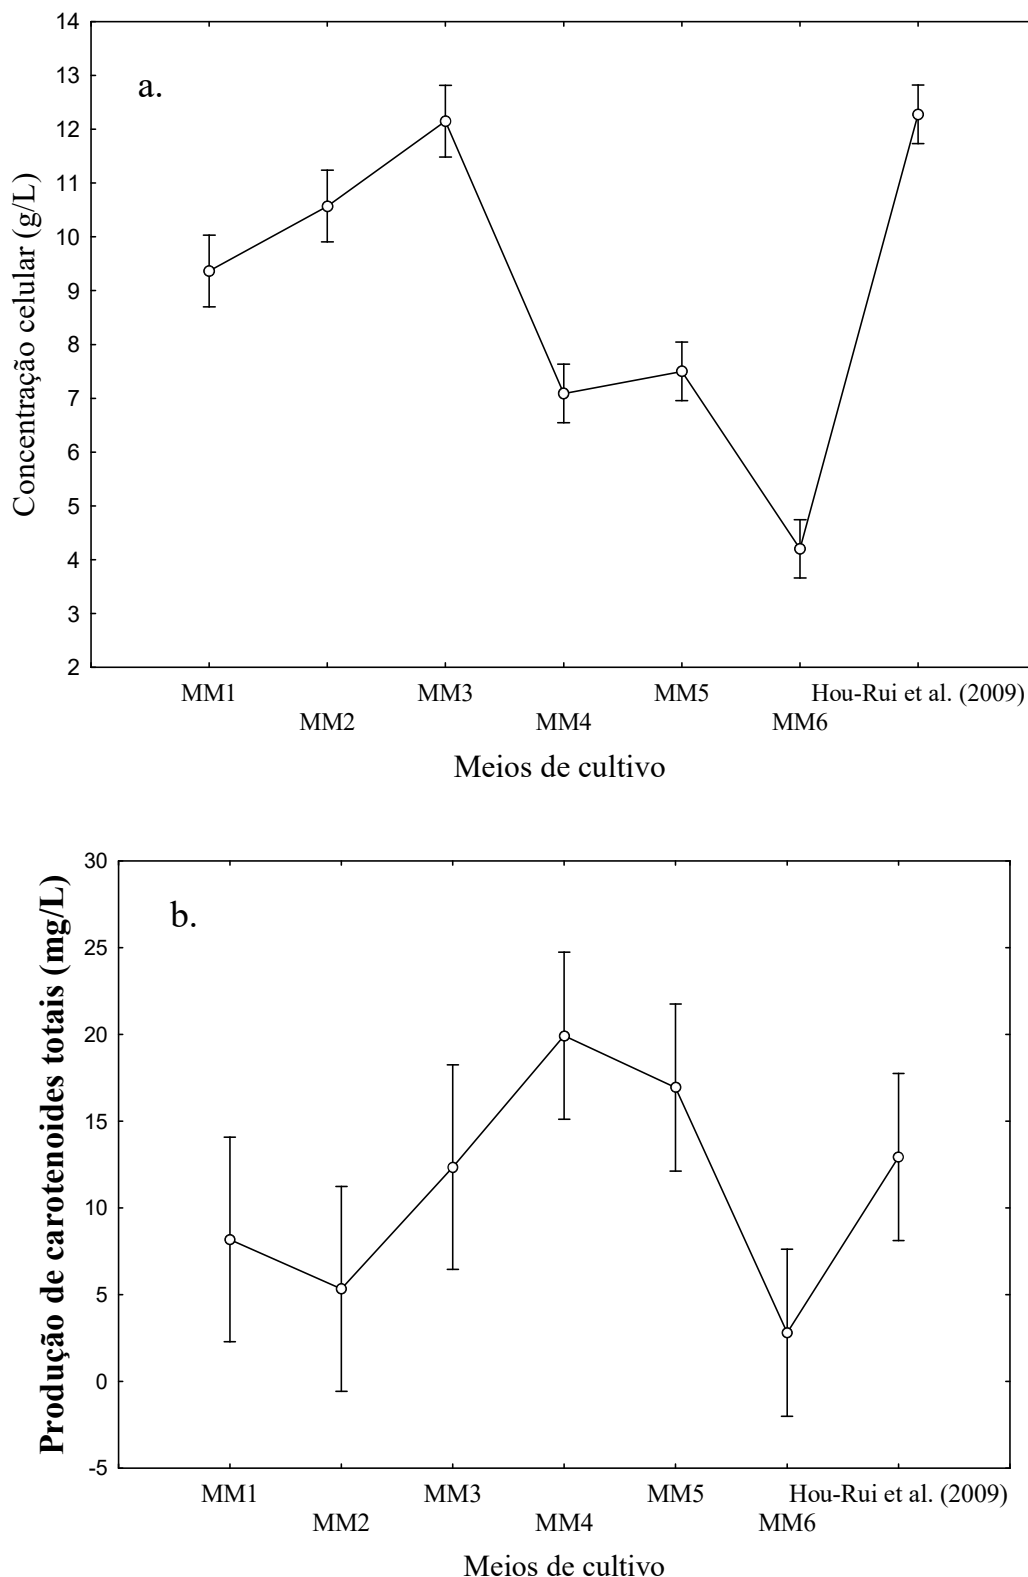 14
13
12
11
10
9
8
7
6
5
4
3
2
Concentração celular (g/L)
a.
MM1 MM3 MM5 Hou-Rui et al. (2009)
MM2 MM4 MM6
Meios de cultivo
30
25
20
15
10
5
0
-5
Produção de carotenoides totais (mg/L)
b.
MM1 MM3 MM5 Hou-Rui et al. (2009)
MM2 MM4 MM6
Meios de cultivo